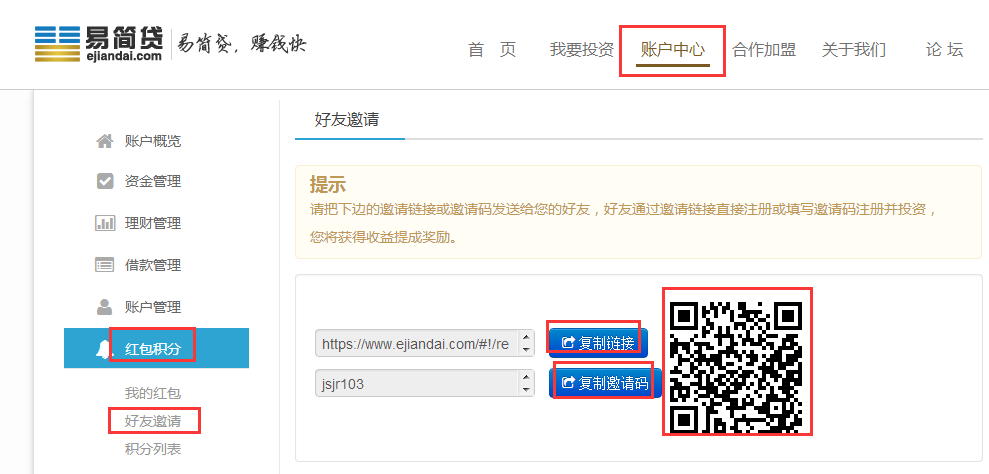 易简贷
ejiandai.com
易简贷，赚钱快
首 页
我要投资
账户中心
合作加盟
关于我们
论 坛
账户概览
资金管理
理财管理
借款管理
账户管理
红包积分
我的红包
好友邀请
积分列表
好友邀请
提示
请把下边的邀请链接或邀请码发送给您的好友，好友通过邀请链接直接注册或填写邀请码注册并投资，
您将获得收益提成奖励。
https://www.ejiandai.com/#!/re
复制链接
jsjr103
复制邀请码